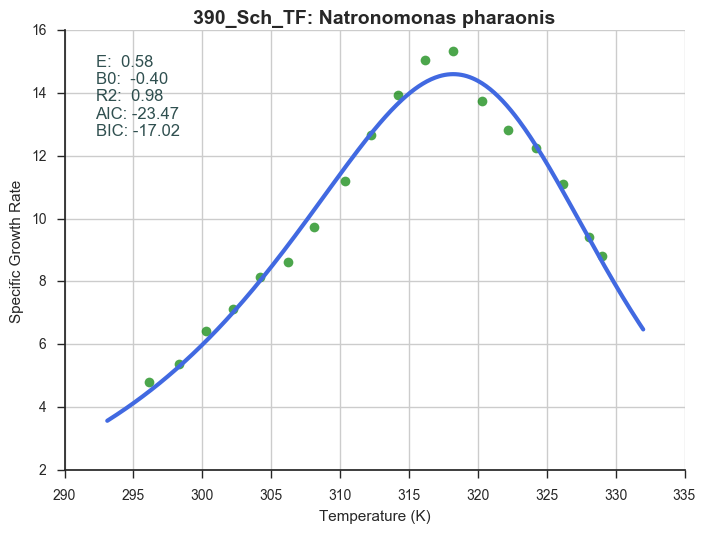 390_Sch_TF: Natronomonas pharaonis
E:  0.58
B0:  -0.40
R2:  0.98
AIC: -23.47
BIC: -17.02
16
14
12
10
8
6
4
2
Specific Growth Rate
290 295 300 305 310 315 320 325 330 335
Temperature (K)